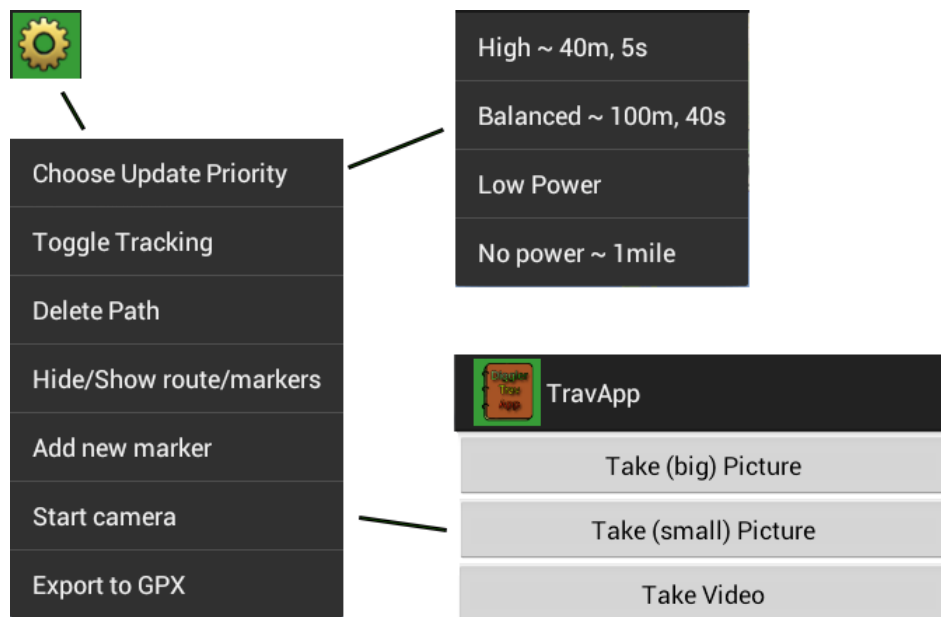 Choose Update Priority
Toggle Tracking
Delete Path
Hide/Show route/markers
Add new marker
Start camera
Export to GPX
High ~ 40m, 5s
Balanced ~ 100m, 40s
Low Power
No power ~ 1mile
TravApp
Take (big) Picture
Take (small) Picture
Take Video